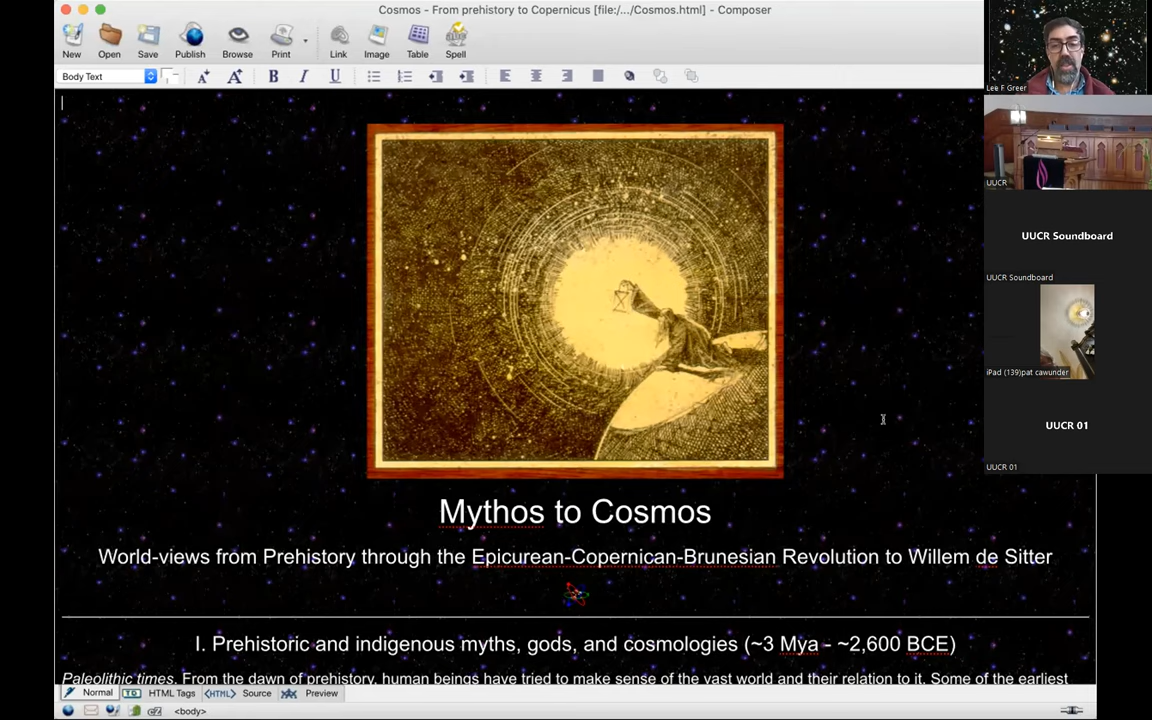 Cosmos - From prehistory to Copernicus [file:/.../Cosmos.html] - Composer
New Open Save Publish Browse Print Link Image Table Spell
Body Text
B I U
Lee F. Greer
UUCR
UUCR Soundboard
UUCR Soundboard
iPad (139)pat cawunder
UUCR 01
UUCR 01
Mythos to Cosmos
World-views from Prehistory through the Epicurean-Copernican-Brunesian Revolution to Willem de Sitter
I. Prehistoric and indigenous myths, gods, and cosmologies (~3 Mya - ~2,600 BCE)
Paleolithic times. From the dawn of prehistory, human beings have tried to make sense of the vast world and their relation to it. Some of the earliest
Normal TD HTML Tags <HTML> Source Preview
<body>